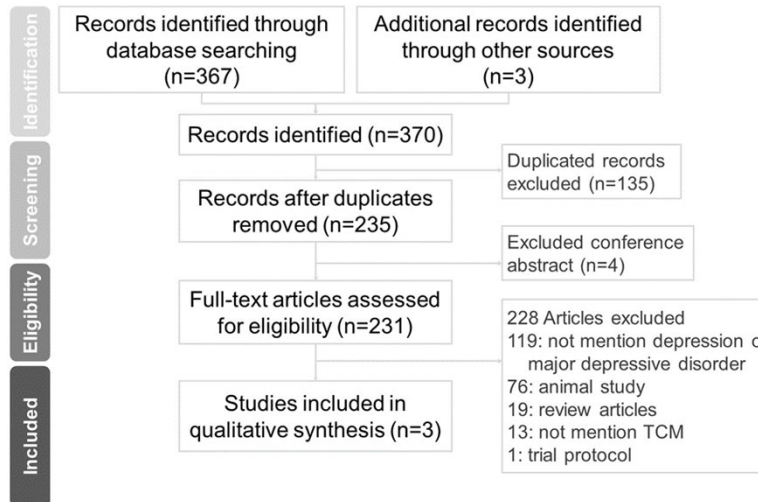 Identification
Records identified through
database searching
(n=367)
Additional records identified
through other sources
(n=3)
Records identified (n=370)
Screening
Duplicated records
excluded (n=135)
Records after duplicates
removed (n=235)
Excluded conference
abstract (n=4)
Eligibility
Full-text articles assessed
for eligibility (n=231)
228 Articles excluded
119: not mention depression
major depressive disorder
76: animal study
19: review articles
13: not mention TCM
1: trial protocol
Included
Studies included in
qualitative synthesis (n=3)